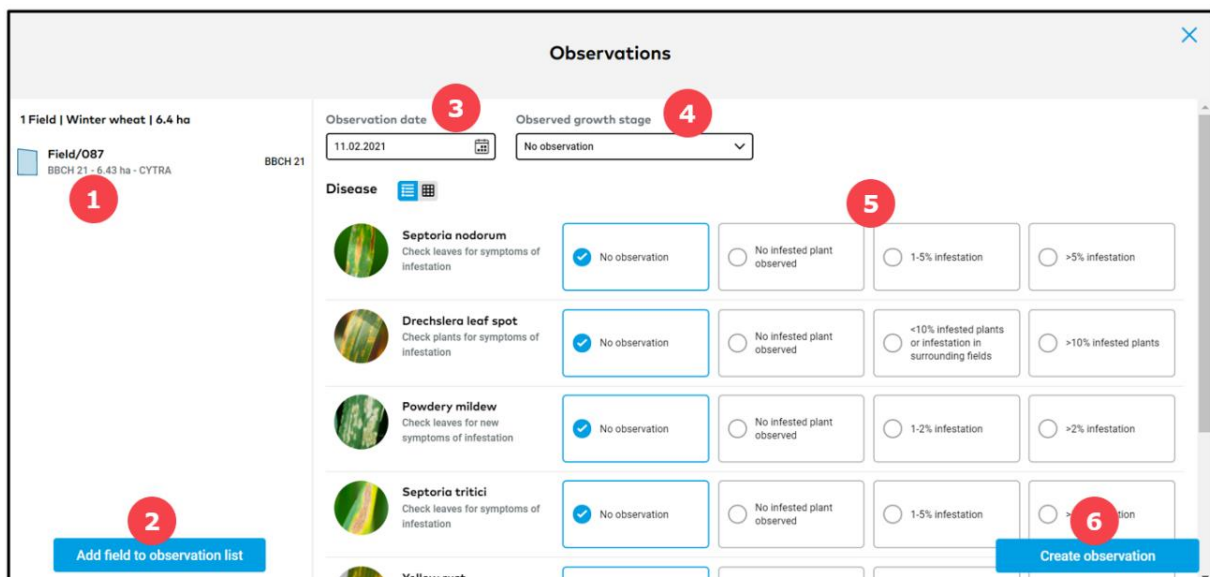 Observations
1 Field | Winter wheat | 6.4 ha
Field/087
BBCH 21 - 6.43 ha - CYTRA
BBCH 21
1
2
Add field to observation list
Observation date
3
11.02.2021
Observed growth stage
4
No observation
Disease
5
Septoria nodorum
Check leaves for symptoms of
infestation
No observation
No infested plant
observed
1-5% infestation
>5% infestation
Drechslera leaf spot
Check plants for symptoms of
infestation
No observation
No infested plant
observed
<10% infested plants
or infestation in
surrounding fields
>10% infested plants
Powdery mildew
Check leaves for new
symptoms of infestation
No observation
No infested plant
observed
1-2% infestation
>2% infestation
Septoria tritici
Check leaves for symptoms of
infestation
No observation
No infested plant
observed
1-5% infestation
6
Create observation